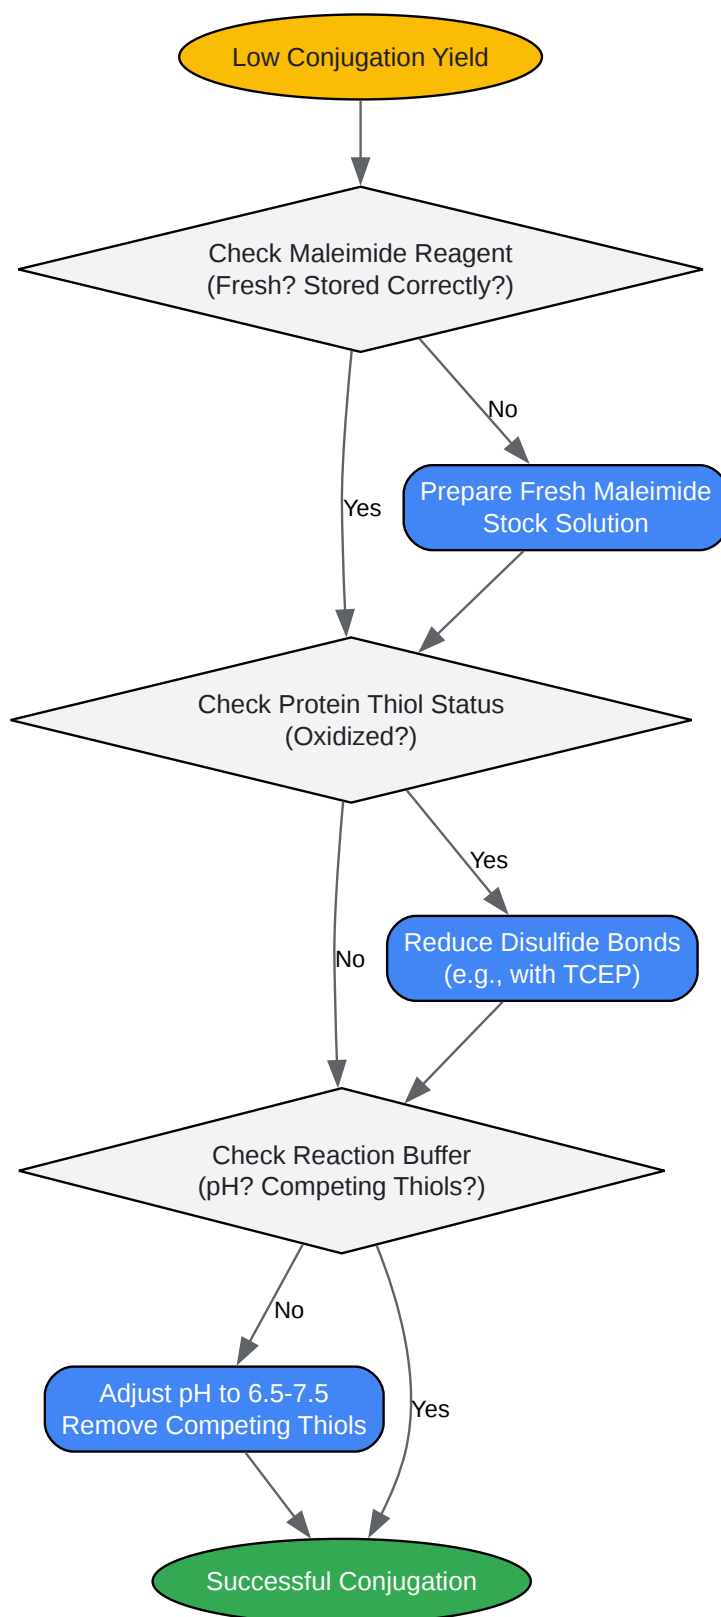 Low Conjugation Yield
Check Maleimide Reagent
(Fresh? Stored Correctly?)
No
Prepare Fresh Maleimide
Stock Solution
Yes
Check Protein Thiol Status
(Oxidized?)
Yes
Reduce Disulfide Bonds
(e.g., with TCEP)
No
Check Reaction Buffer
(pH? Competing Thiols?)
No
Adjust pH to 6.5-7.5
Remove Competing Thiols
Yes
Successful Conjugation